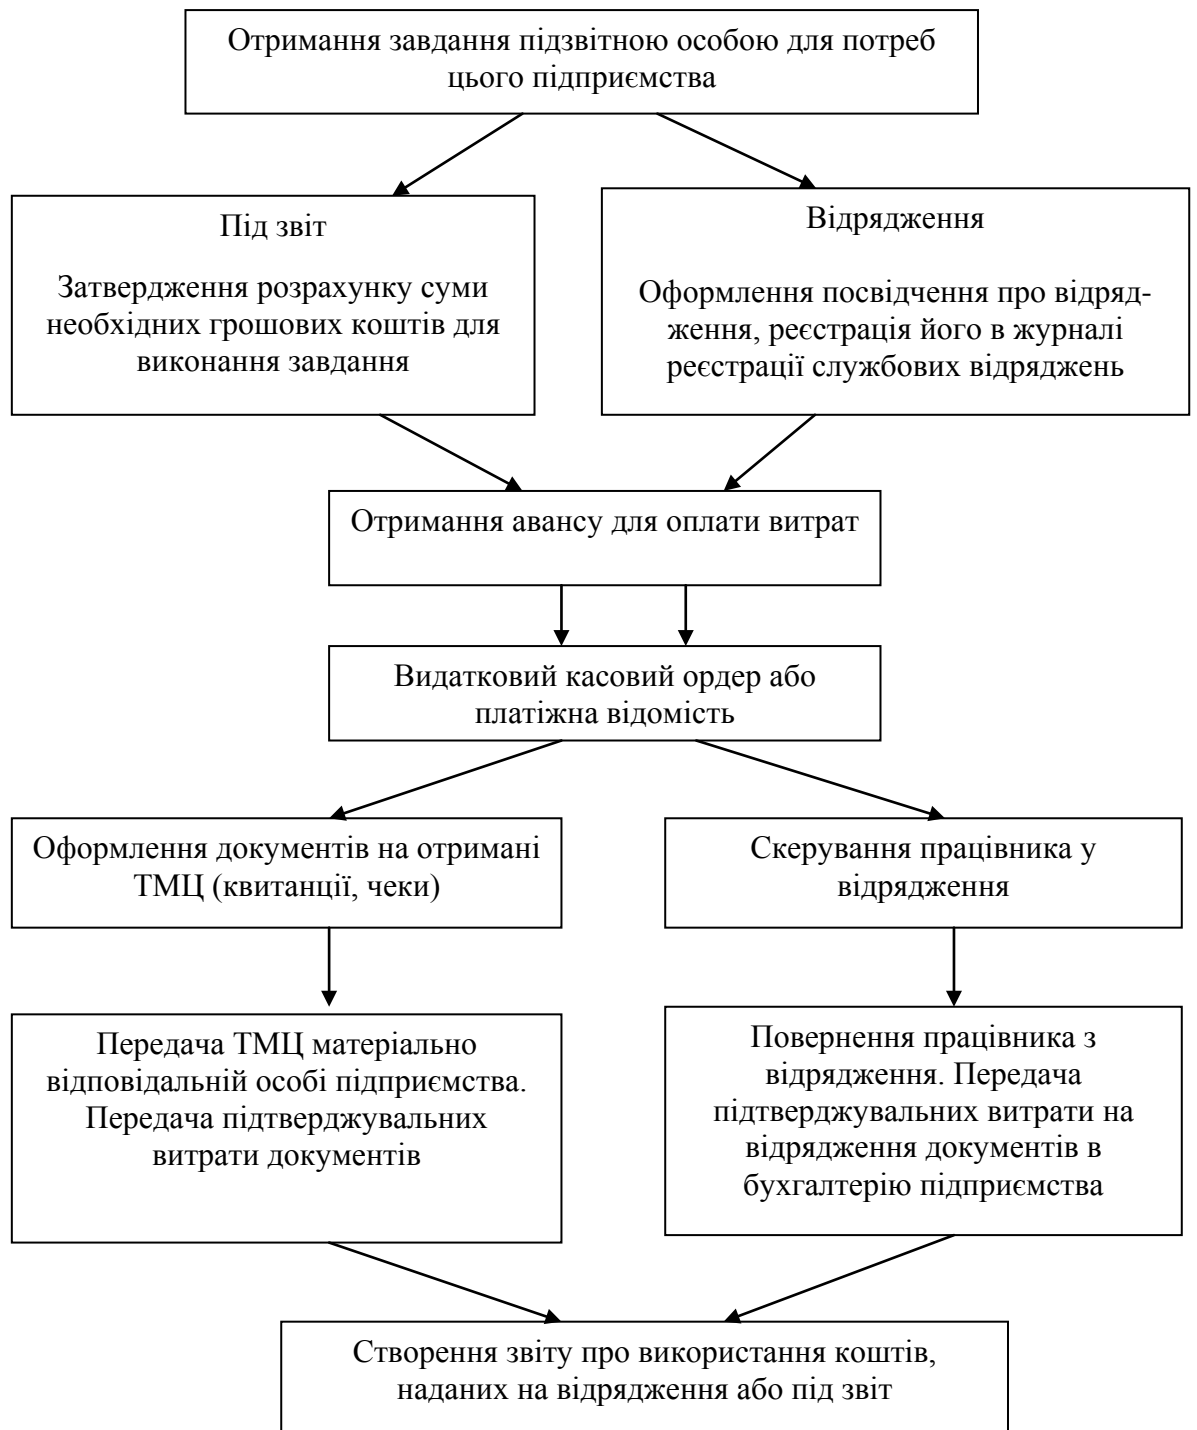 Отримання завдання підзвітною особою для потреб
цього підприємства
Під звіт
Затвердження розрахунку суми
необхідних грошових коштів для
виконання завдання
Відрядження
Оформлення посвідчення про відряд-
ження, реєстрація його в журналі
реєстрації службових відряджень
Отримання авансу для оплати витрат
Видатковий касовий ордер або
платіжна відомість
Оформлення документів на отримані
ТМЦ (квитанції, чеки)
Скерування працівника у
відрядження
Передача ТМЦ матеріально
відповідальній особі підприємства.
Передача підтверджувальних
витрати документів
Повернення працівника з
відрядження. Передача
підтверджувальних витрати на
відрядження документів в
бухгалтерію підприємства
Створення звіту про використання коштів,
наданих на відрядження або під звіт